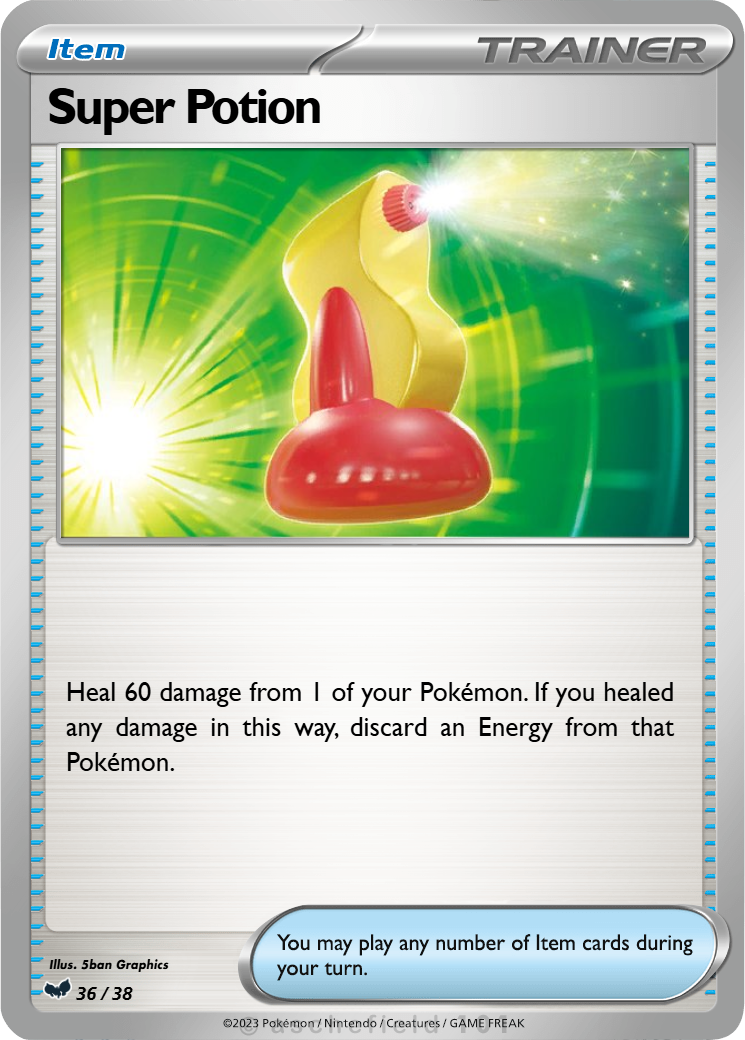 Item
TRAINER
Super Potion
Heal 60 damage from 1 of your Pokémon. If you healed
any damage in this way, discard an Energy from that
Pokémon.
You may play any number of Item cards during
your turn.
Illus. 5ban Graphics
36 / 38
©2023 Pokémon / Nintendo / Creatures / GAME FREAK